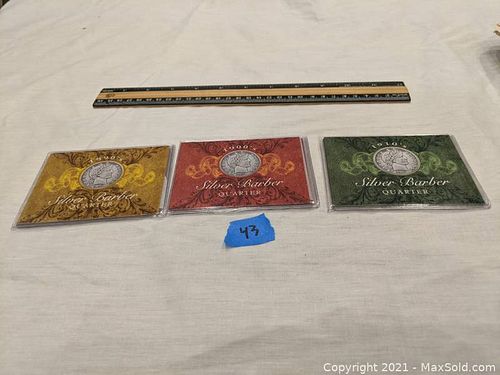 1890's
Silver Barber
QUARTER
1900's
Silver Barber
QUARTER
1910's
Silver Barber
QUARTER
43
Copyright 2021 - MaxSold.com